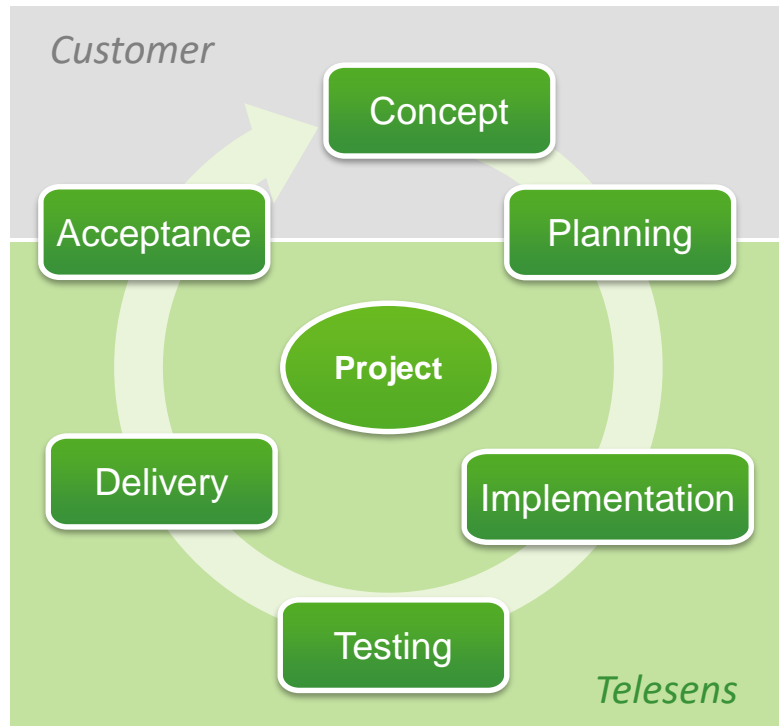 Customer
Concept
Acceptance
Planning
Project
Delivery
Implementation
Testing
Telesens